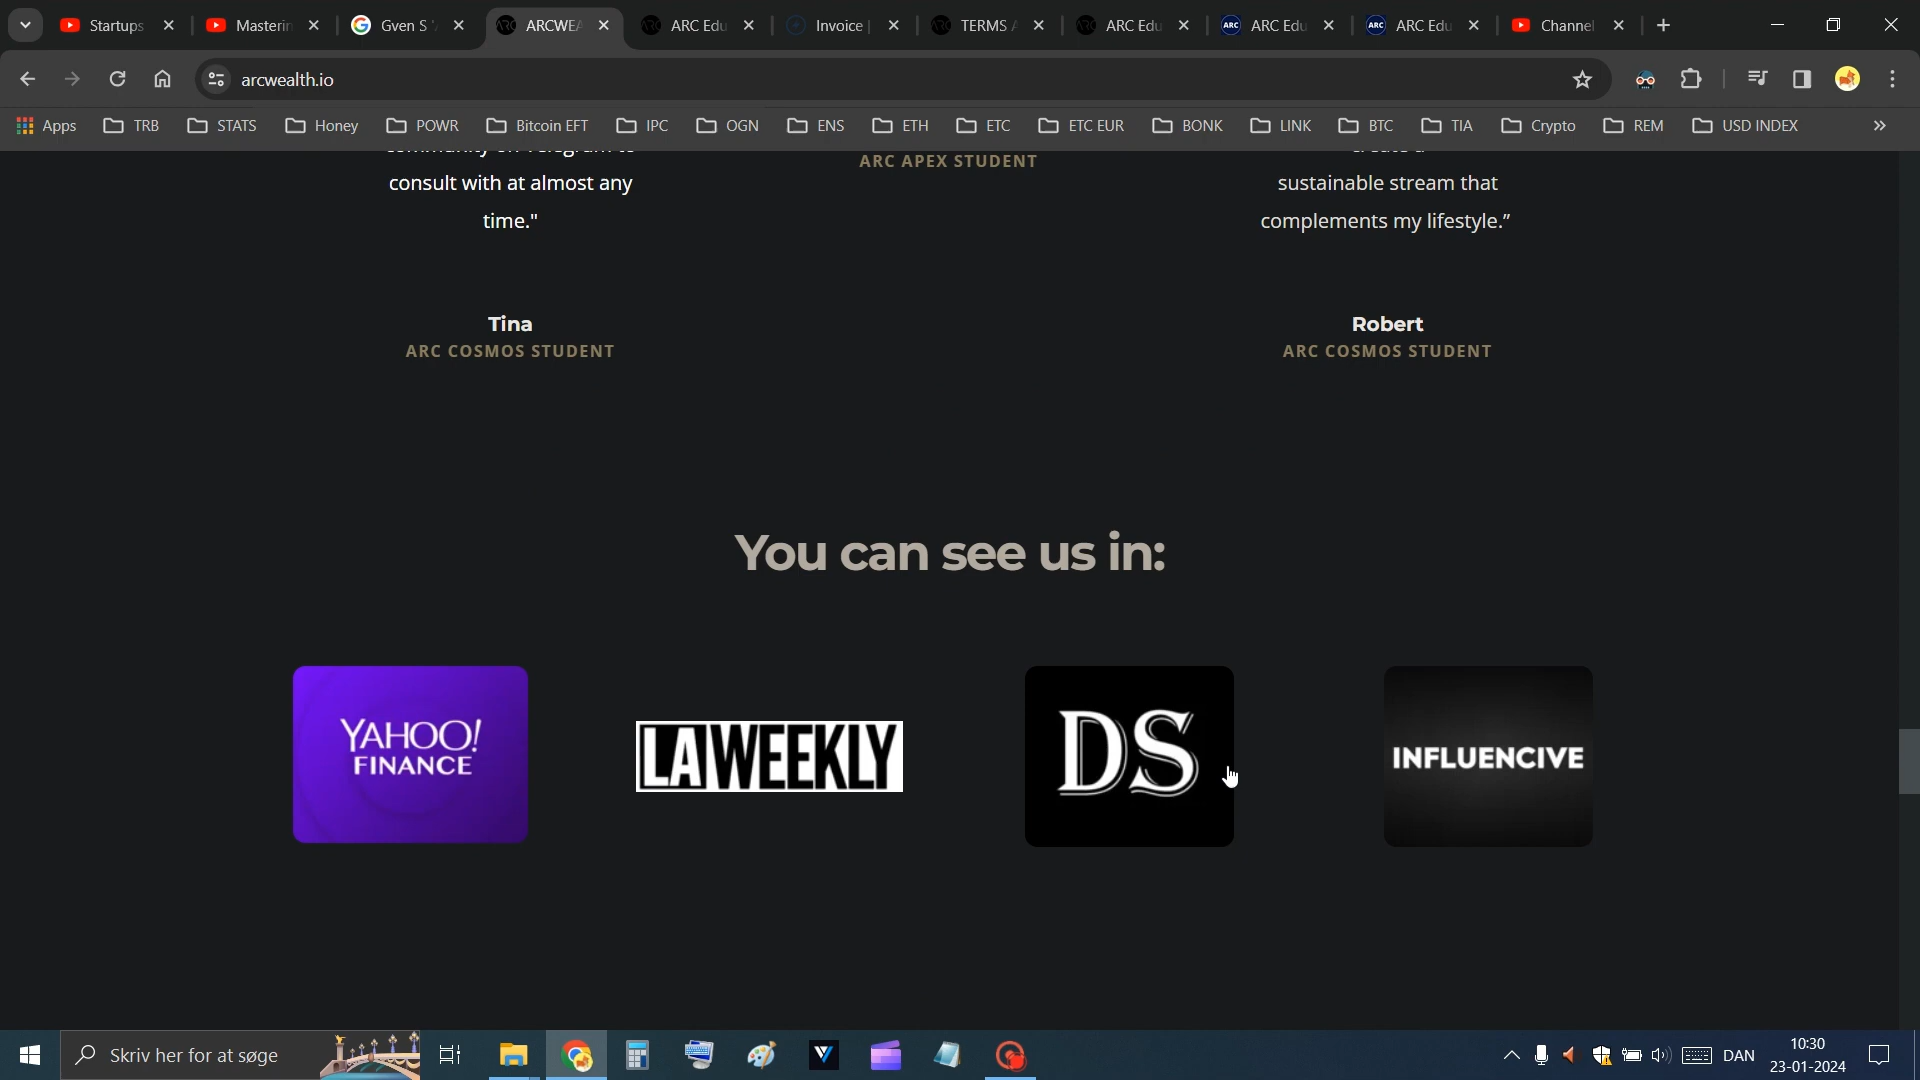 Startups
Masterin
Gven S
ARCWEA
ARC Edu
Invoice |
TERMS
ARC Edu
ARC ARC Edu
ARC ARC Edu
Channel
arcwealth.io
Apps
TRB
STATS
Honey
POWR
Bitcoin EFT
IPC
OGN
ENS
ETH
ETC
ETC EUR
BONK
LINK
BTC
TIA
Crypto
REM
USD INDEX
»
consult with at almost any
time."
ARC APEX STUDENT
sustainable stream that
complements my lifestyle.”
Tina
ARC COSMOS STUDENT
Robert
ARC COSMOS STUDENT
You can see us in:
YAHOO!
FINANCE
LAWEEKLY
DS
INFLUENCIVE
Skriv her for at søge
DAN
10:30
23-01-2024